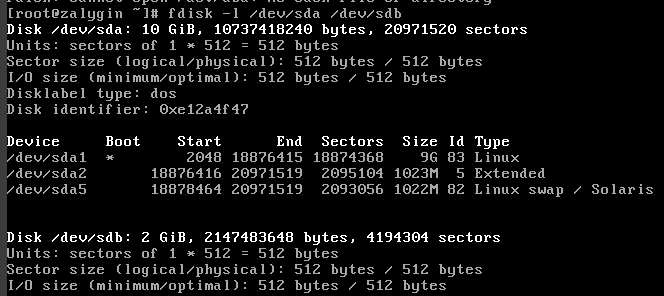 [root@zalygin ~]# fdisk -l /dev/sda /dev/sdb
Disk /dev/sda: 10 GiB, 10737418240 bytes, 20971520 sectors
Units: sectors of 1 * 512 = 512 bytes
Sector size (logical/physical): 512 bytes / 512 bytes
I/O size (minimum/optimal): 512 bytes / 512 bytes
Disklabel type: dos
Disk identifier: 0xe12a4f47
Device     Boot    Start      End  Sectors  Size Id Type
/dev/sda1  *        2048 18876415 18874368    9G 83 Linux
/dev/sda2       18876416 20971519  2095104 1023M  5 Extended
/dev/sda5       18878464 20971519  2093056 1022M 82 Linux swap / Solaris
Disk /dev/sdb: 2 GiB, 2147483648 bytes, 4194304 sectors
Units: sectors of 1 * 512 = 512 bytes
Sector size (logical/physical): 512 bytes / 512 bytes
I/O size (minimum/optimal): 512 bytes / 512 bytes